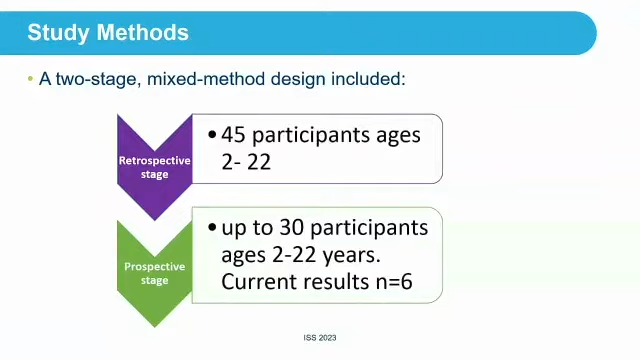 Study Methods
• A two-stage, mixed-method design included:
Retrospective
stage
• 45 participants ages
2- 22
Prospective
stage
• up to 30 participants
ages 2-22 years.
Current results n=6
ISS 2023